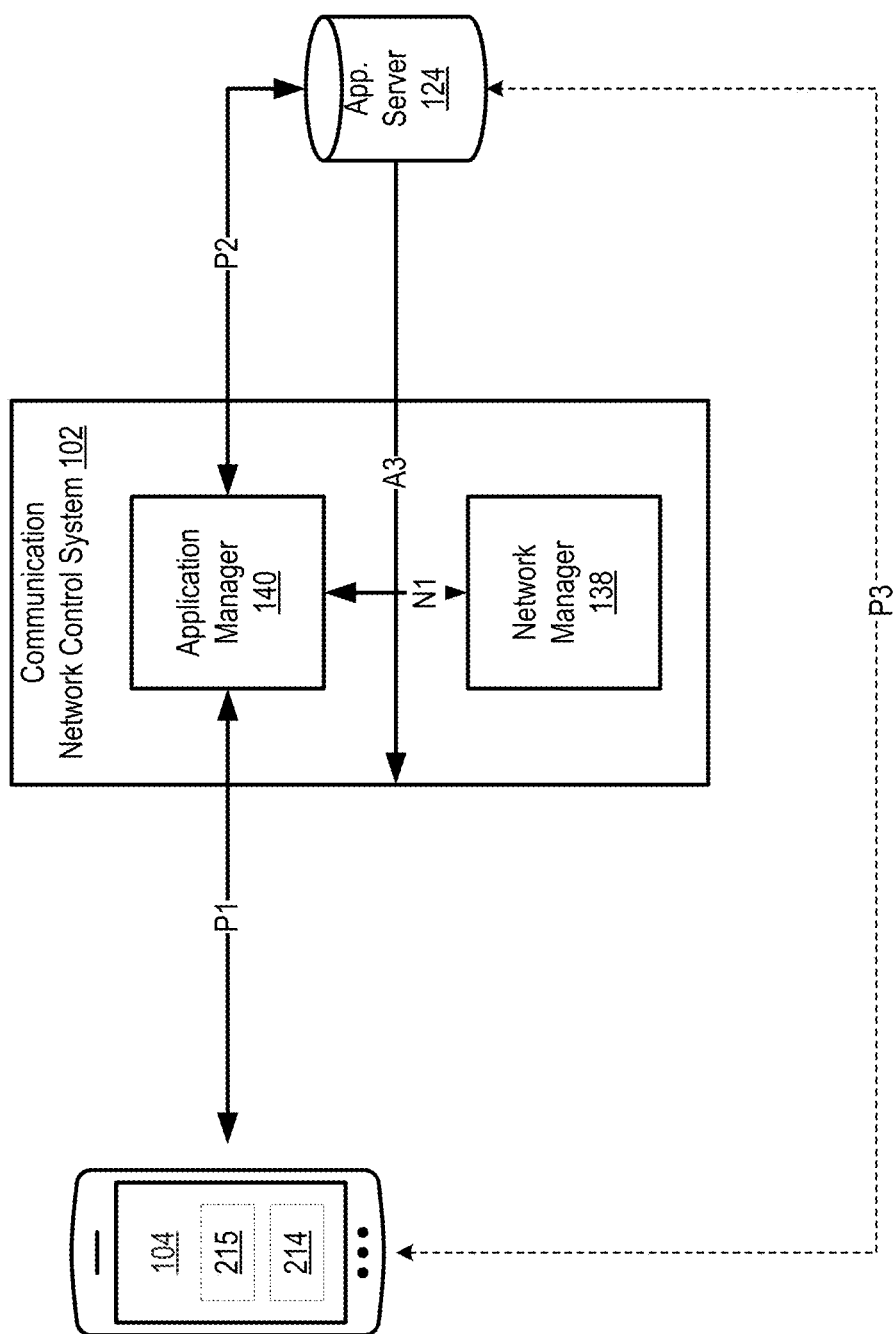 Communication
Network Control System 102
Application
Manager
140
Network
Manager
138
App.
Server
124
104
215
214
P1
P2
A3
N1
P3